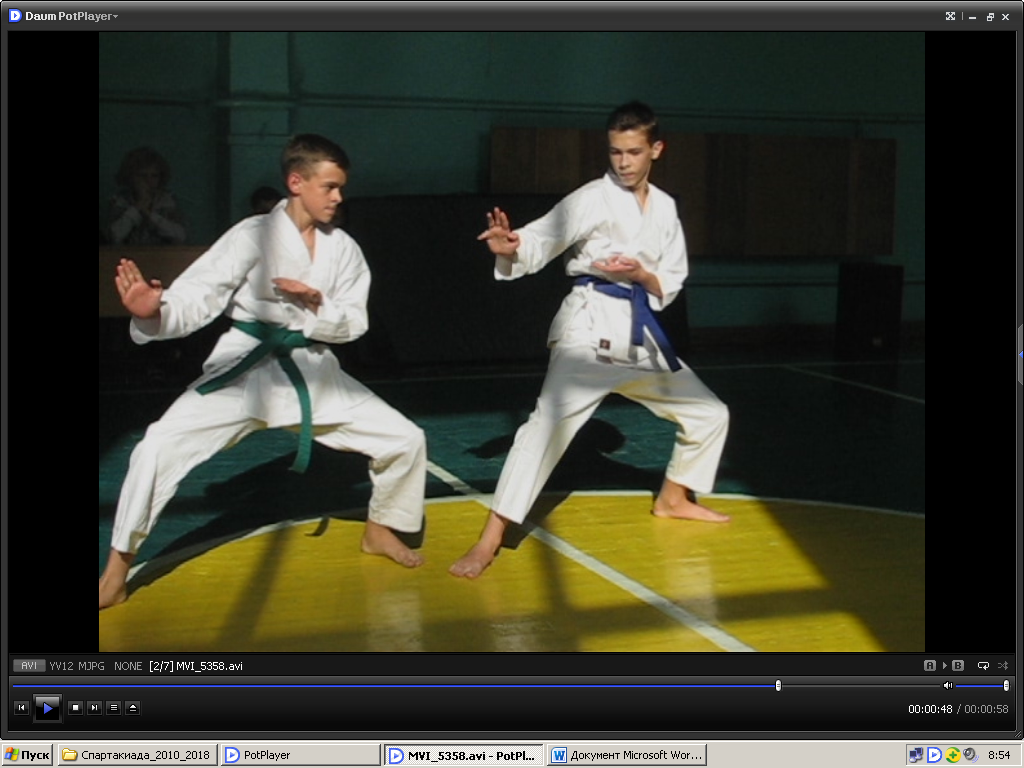 Daum PotPlayer
AVI YV12 MJPG NONE [2/7] MVI_5358.avi
A B
00:00:48 / 00:00:58
Пуск Спартакиада_2010_2018 PotPlayer MVI_5358.avi - PotPl... Документ Microsoft Wor... 8:54